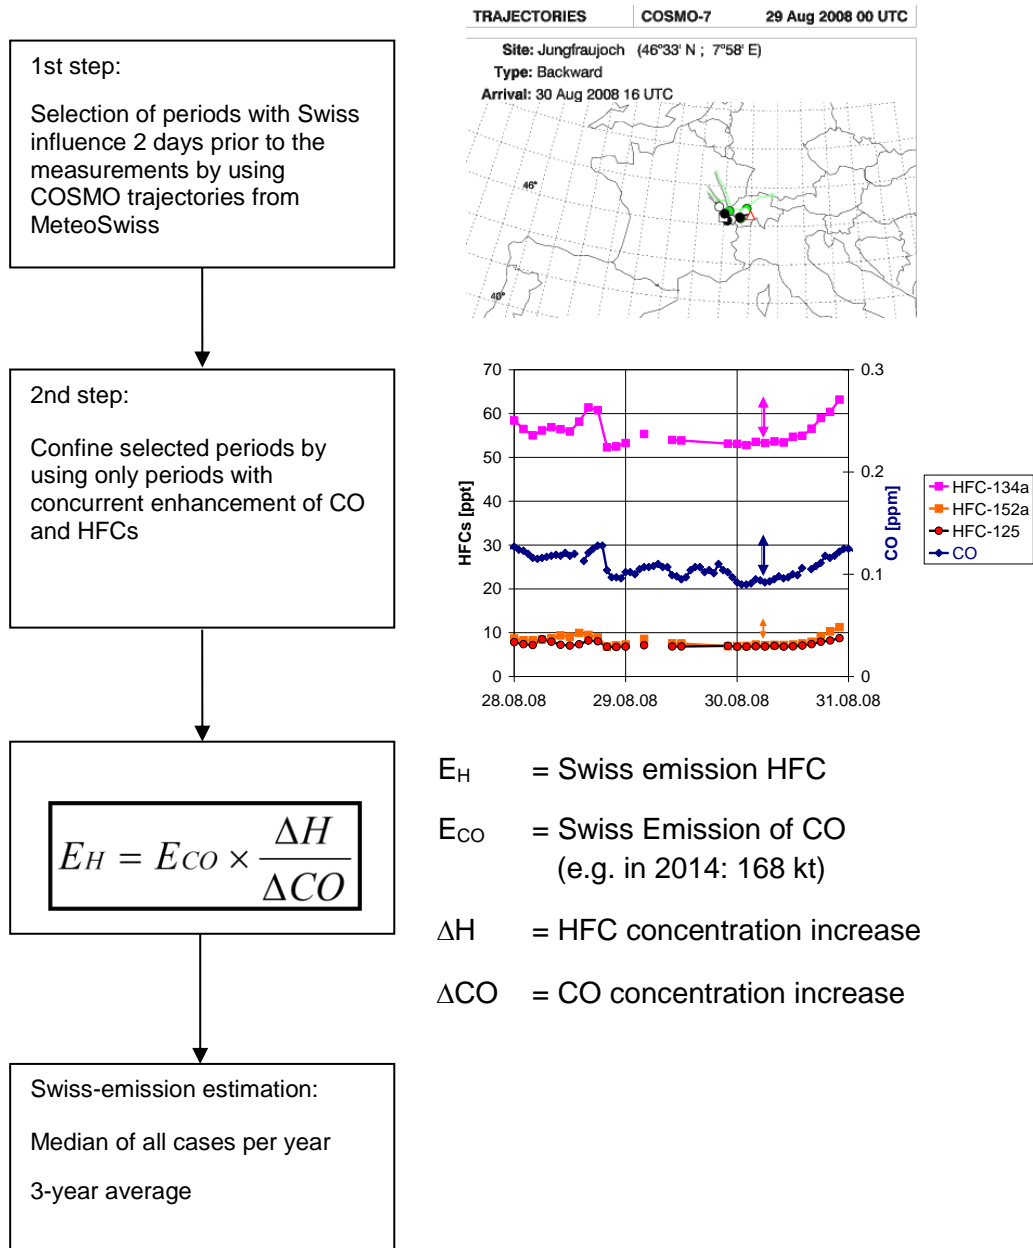 TRAJECTORIES COSMO-7 29 Aug 2008 00 UTC
Site: Jungfraujoch (46°33' N ; 7°58' E)
Type: Backward
Arrival: 30 Aug 2008 16 UTC
46°
40°
1st step:
Selection of periods with Swiss
influence 2 days prior to the
measurements by using
COSMO trajectories from
MeteoSwiss
2nd step:
Confine selected periods by
using only periods with
concurrent enhancement of CO
and HFCs
70
60
50
40
30
20
10
0
HFCs [ppt]
0.3
0.2
0.1
0
CO [ppm]
28.08.08 29.08.08 30.08.08 31.08.08
HFC-134a
HFC-152a
HFC-125
CO
E_H = E_CO × ΔH / ΔCO
E_H = Swiss emission HFC
E_CO = Swiss Emission of CO
(e.g. in 2014: 168 kt)
ΔH = HFC concentration increase
ΔCO = CO concentration increase
Swiss-emission estimation:
Median of all cases per year
3-year average